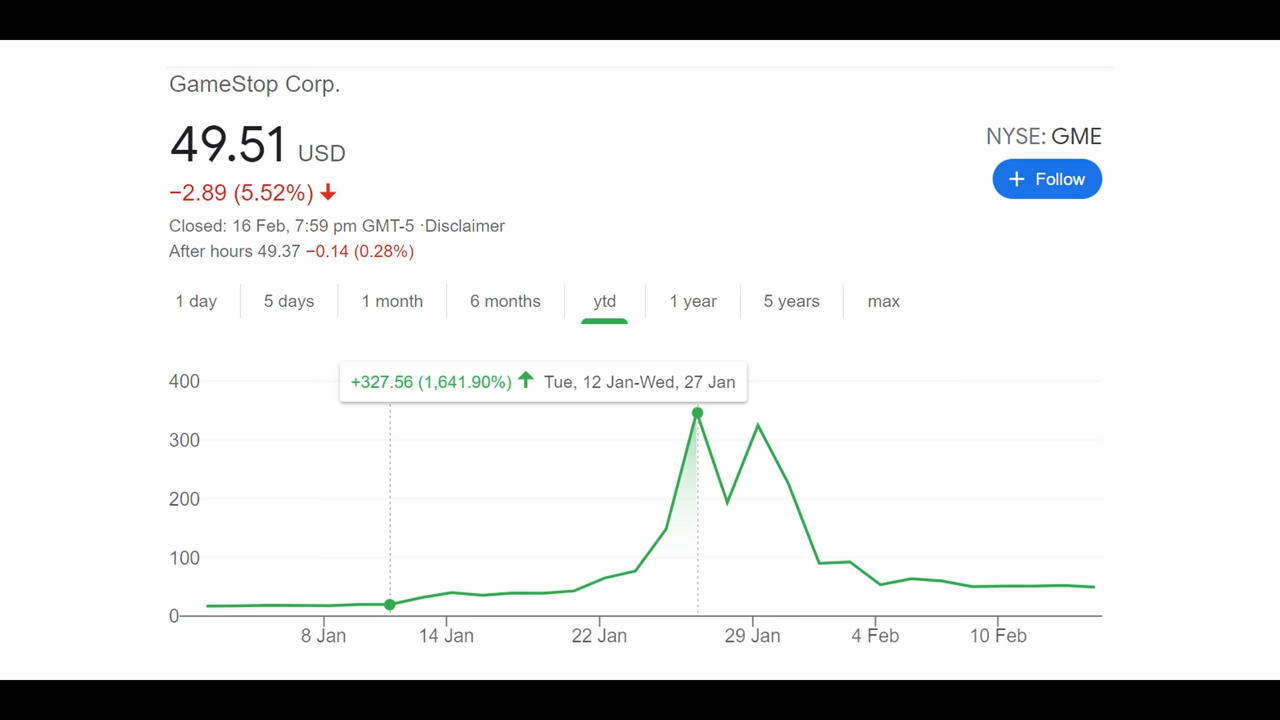 GameStop Corp.
49.51 USD
NYSE: GME
−2.89 (5.52%) ↓
+ Follow
Closed: 16 Feb, 7:59 pm GMT-5 ·Disclaimer
After hours 49.37 −0.14 (0.28%)
1 day 5 days 1 month 6 months ytd 1 year 5 years max
+327.56 (1,641.90%) ↑ Tue, 12 Jan-Wed, 27 Jan
400
300
200
100
0
8 Jan 14 Jan 22 Jan 29 Jan 4 Feb 10 Feb